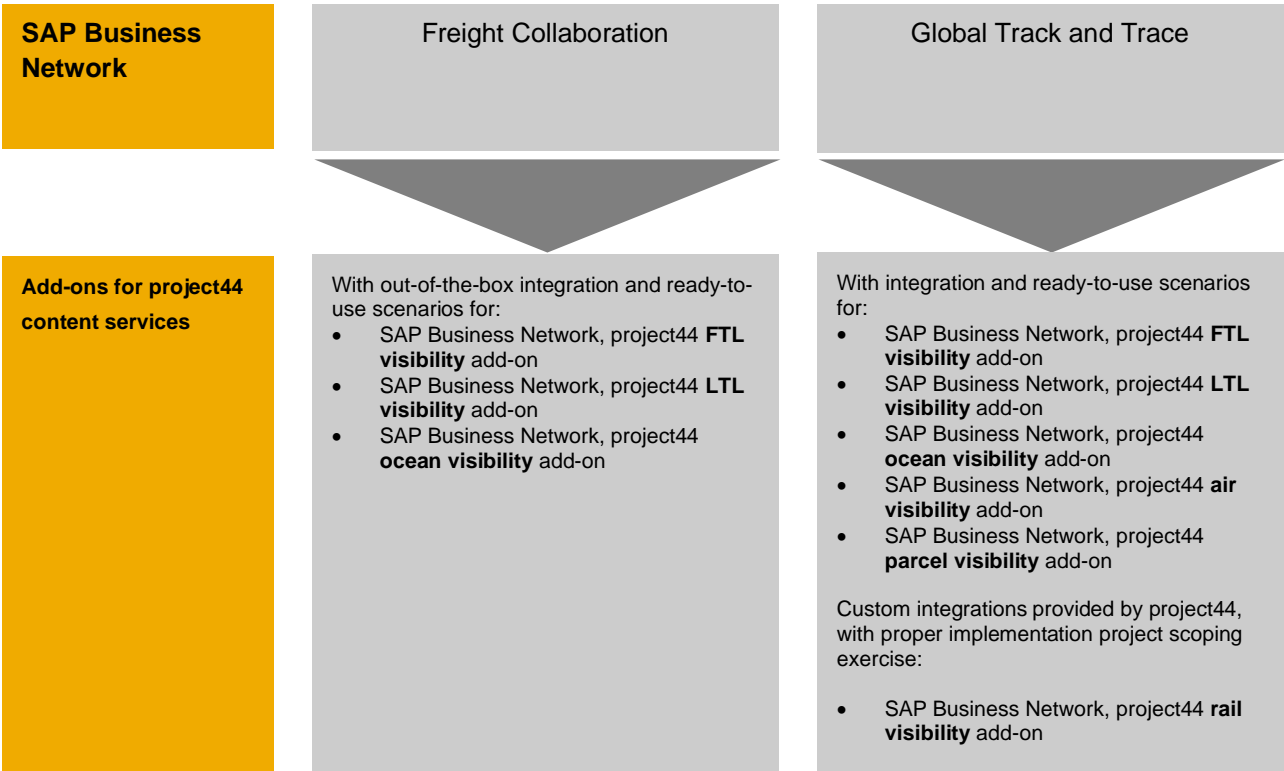 SAP Business
Network
Freight Collaboration
Global Track and Trace
Add-ons for project44
content services
With out-of-the-box integration and ready-to-
use scenarios for:
• SAP Business Network, project44 FTL
visibility add-on
• SAP Business Network, project44 LTL
visibility add-on
• SAP Business Network, project44
ocean visibility add-on
With integration and ready-to-use scenarios
for:
• SAP Business Network, project44 FTL
visibility add-on
• SAP Business Network, project44 LTL
visibility add-on
• SAP Business Network, project44
ocean visibility add-on
• SAP Business Network, project44 air
visibility add-on
• SAP Business Network, project44
parcel visibility add-on
Custom integrations provided by project44,
with proper implementation project scoping
exercise:
• SAP Business Network, project44 rail
visibility add-on